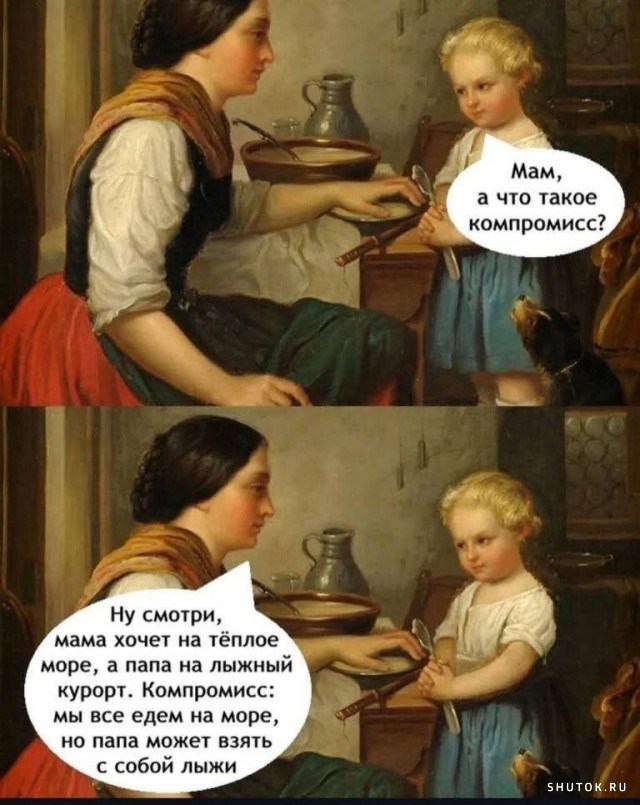 Мам,
а что такое
компромисс?
Ну смотри,
мама хочет на тёплое
море, а папа на лыжный
курорт. Компромисс:
мы все едем на море,
но папа может взять
с собой лыжи
SHUTOK.RU